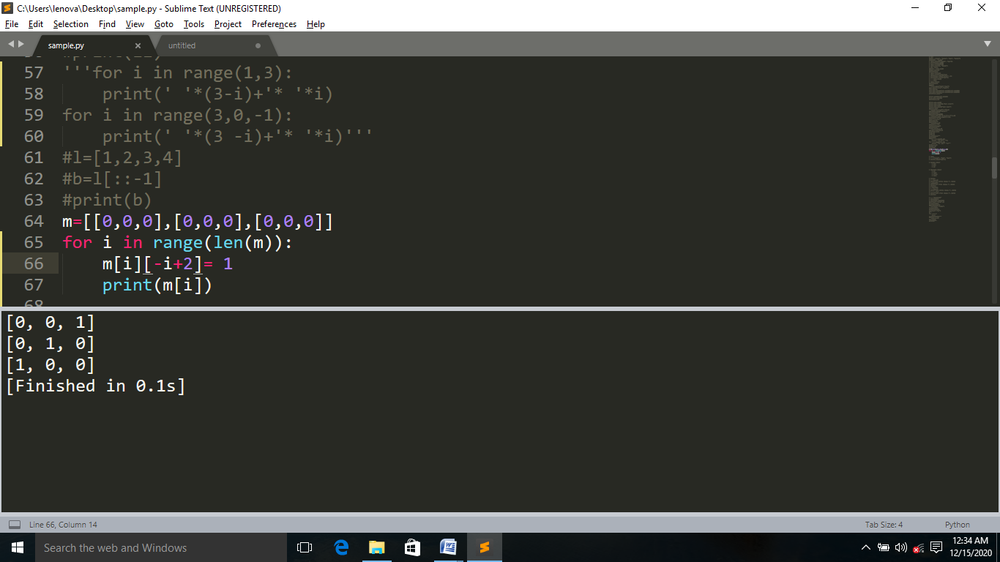 C:\Users\lenova\Desktop\sample.py - Sublime Text (UNREGISTERED)
File Edit Selection Find View Goto Tools Project Preferences Help
sample.py untitled
57 '''for i in range(1,3):
58     print(' '*(3-i)+'* '*i)
59 for i in range(3,0,-1):
60     print(' '*(3 -i)+'* '*i)'''
61 #l=[1,2,3,4]
62 #b=l[::-1]
63 #print(b)
64 m=[[0,0,0],[0,0,0],[0,0,0]]
65 for i in range(len(m)):
66     m[i][-i+2]= 1
67     print(m[i])
68
[0, 0, 1]
[0, 1, 0]
[1, 0, 0]
[Finished in 0.1s]
Line 66, Column 14 Tab Size: 4 Python
Search the web and Windows
12:34 AM
12/15/2020